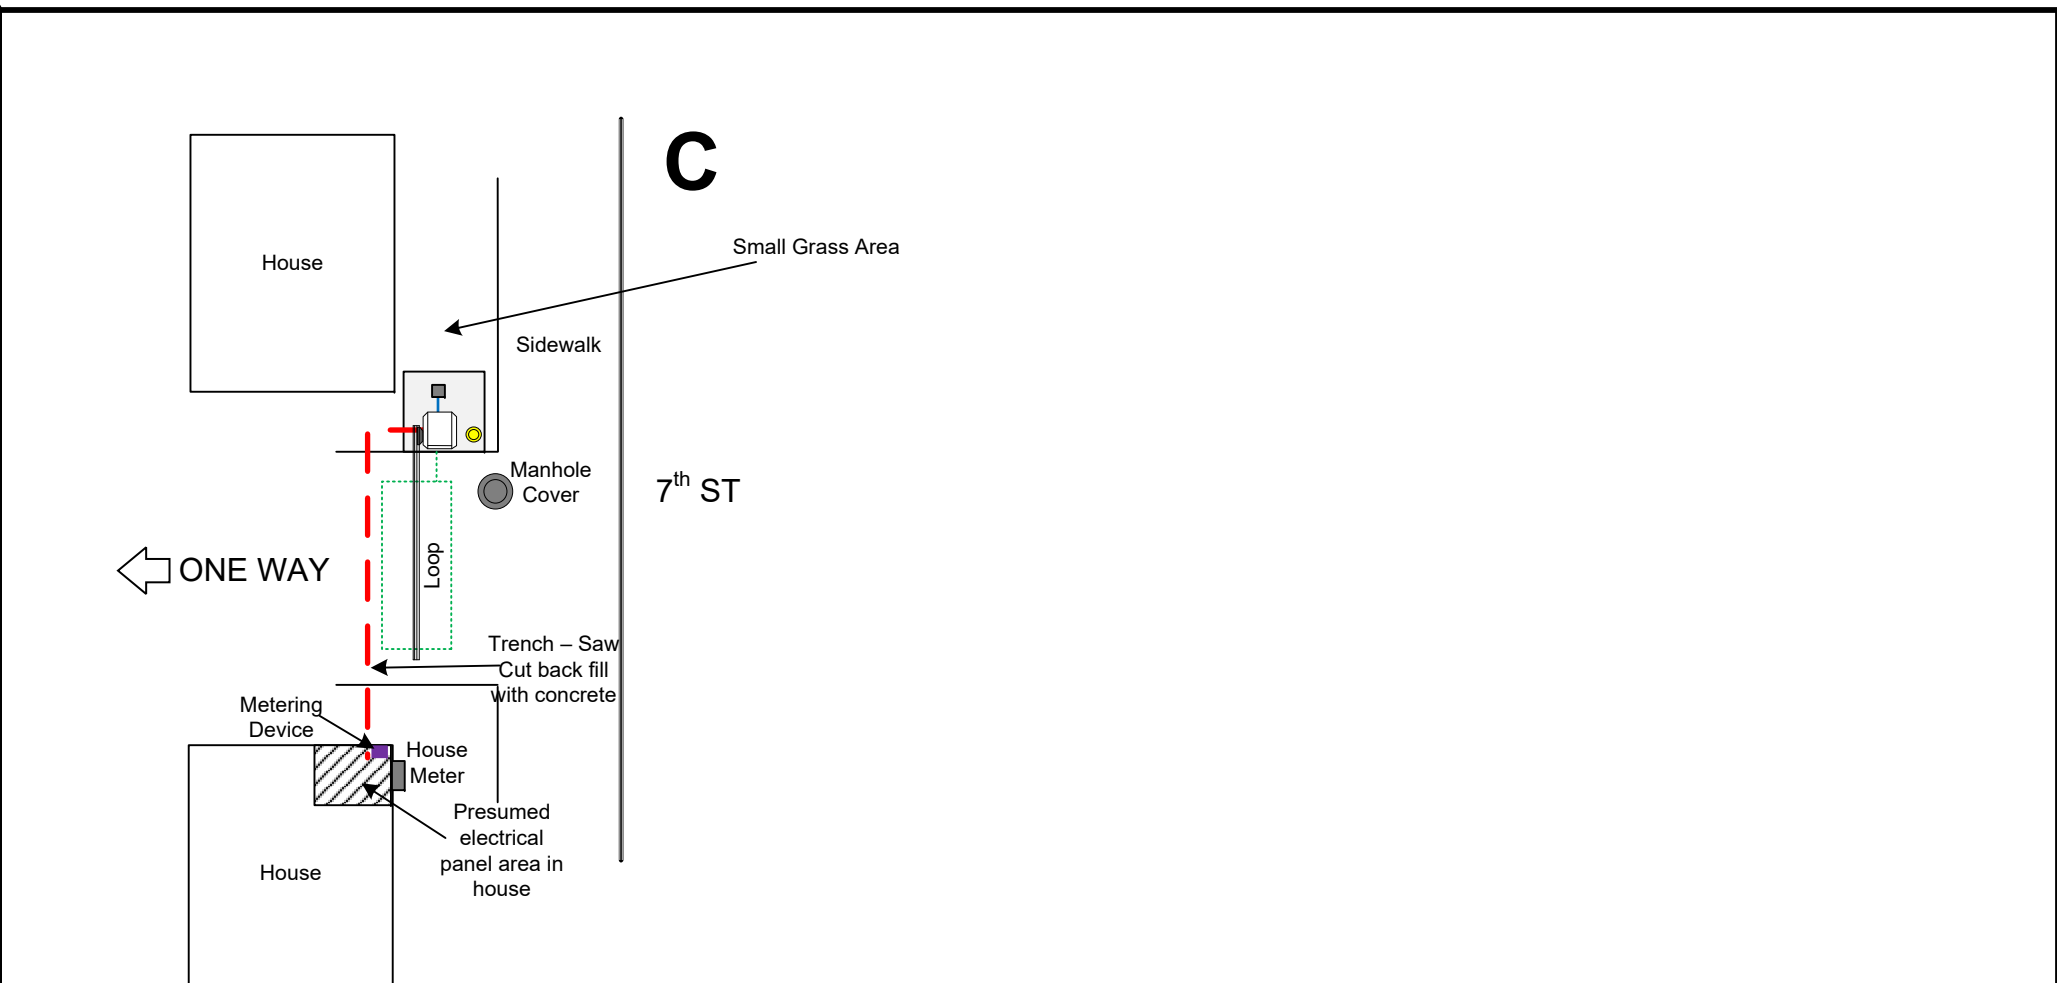 C
House
Small Grass Area
Sidewalk
Manhole
Cover
7th ST
ONE WAY
Loop
Trench – Saw
Cut back fill
with concrete
Metering
Device
House
Meter
Presumed
electrical
panel area in
house
House